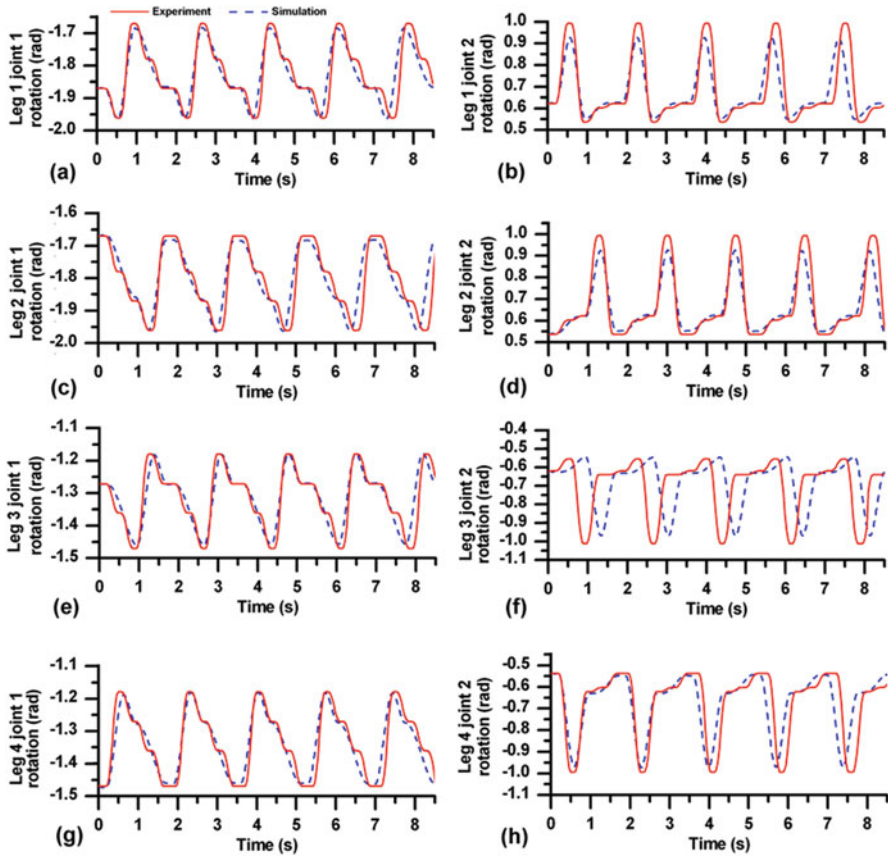 Experiment Simulation
Leg 1 joint 1
rotation (rad)
-1.7
-1.8
-1.9
-2.0
0 1 2 3 4 5 6 7 8
(a)
Time (s)
Leg 1 joint 2
rotation (rad)
1.0
0.9
0.8
0.7
0.6
0.5
0 1 2 3 4 5 6 7 8
(b)
Time (s)
Leg 2 joint 1
rotation (rad)
-1.6
-1.7
-1.8
-1.9
-2.0
0 1 2 3 4 5 6 7 8
(c)
Time (s)
Leg 2 joint 2
rotation (rad)
1.0
0.9
0.8
0.7
0.6
0.5
0 1 2 3 4 5 6 7 8
(d)
Time (s)
Leg 3 joint 1
rotation (rad)
-1.1
-1.2
-1.3
-1.4
-1.5
0 1 2 3 4 5 6 7 8
(e)
Time (s)
Leg 3 joint 2
rotation (rad)
-0.4
-0.5
-0.6
-0.7
-0.8
-0.9
-1.0
-1.1
0 1 2 3 4 5 6 7 8
(f)
Time (s)
Leg 4 joint 1
rotation (rad)
-1.1
-1.2
-1.3
-1.4
-1.5
0 1 2 3 4 5 6 7 8
(g)
Time (s)
Leg 4 joint 2
rotation (rad)
-0.5
-0.6
-0.7
-0.8
-0.9
-1.0
-1.1
0 1 2 3 4 5 6 7 8
(h)
Time (s)